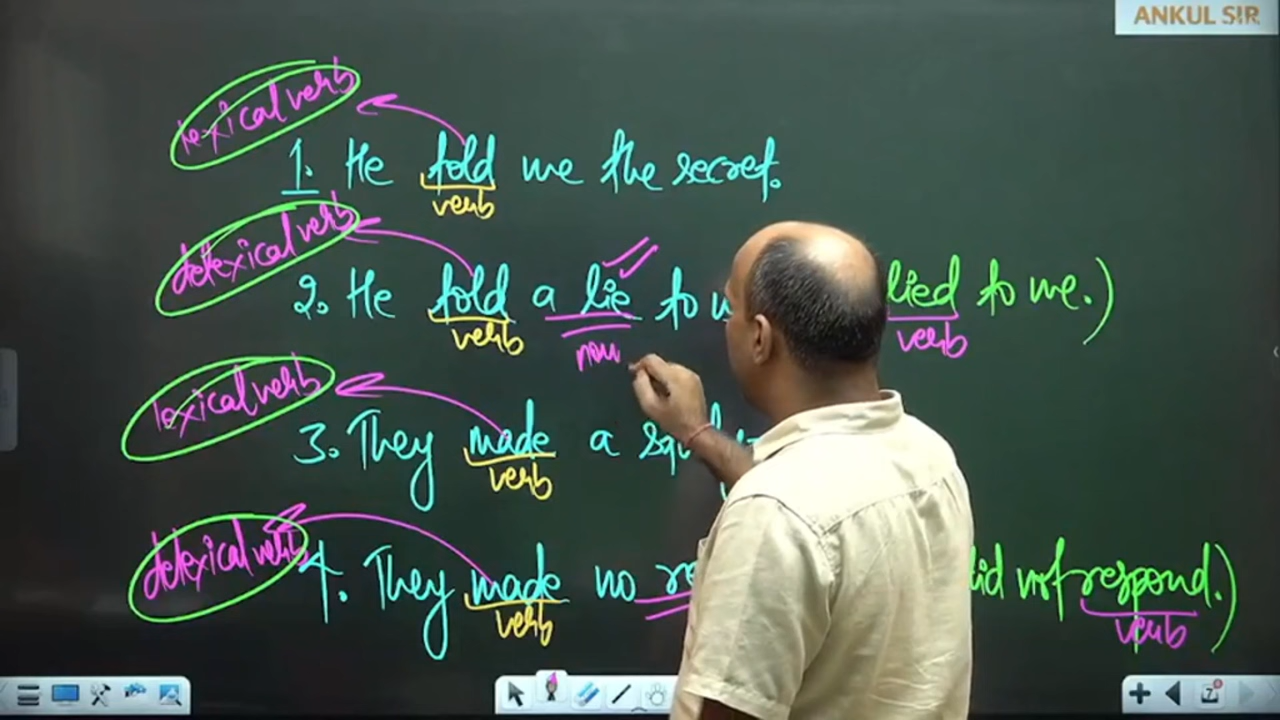 ANKUL SIR
lexical verb
1. He told me the secret.
verb
delexical verb
2. He told a lie to lied to me.)
verb
noun
verb
lexical verb
3. They made a
verb
delexical verb
4. They made no not respond.)
verb
verb